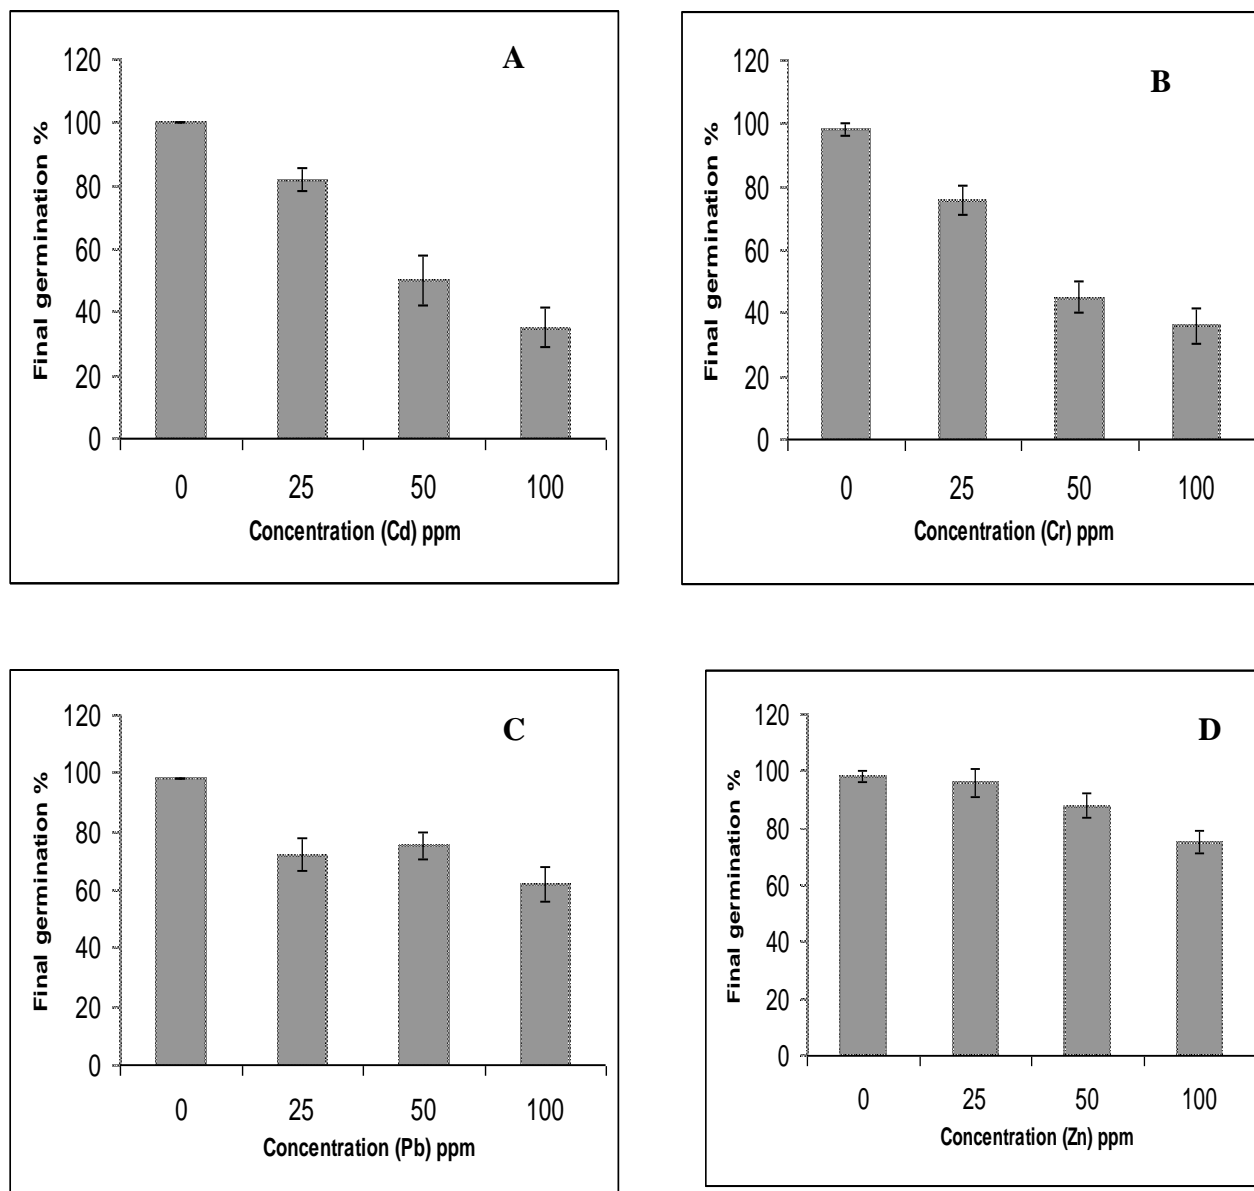 A
Final germination %
120
100
80
60
40
20
0
0 25 50 100
Concentration (Cd) ppm
B
Final germination %
120
100
80
60
40
20
0
0 25 50 100
Concentration (Cr) ppm
C
Final germination %
120
100
80
60
40
20
0
0 25 50 100
Concentration (Pb) ppm
D
Final germination %
120
100
80
60
40
20
0
0 25 50 100
Concentration (Zn) ppm